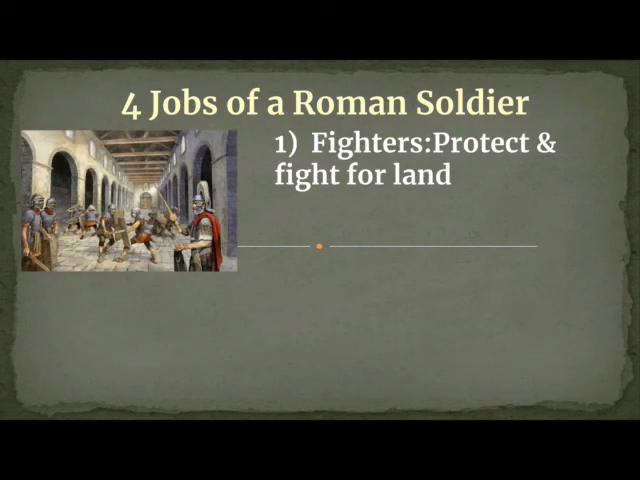 4 Jobs of a Roman Soldier
1) Fighters:Protect &
fight for land